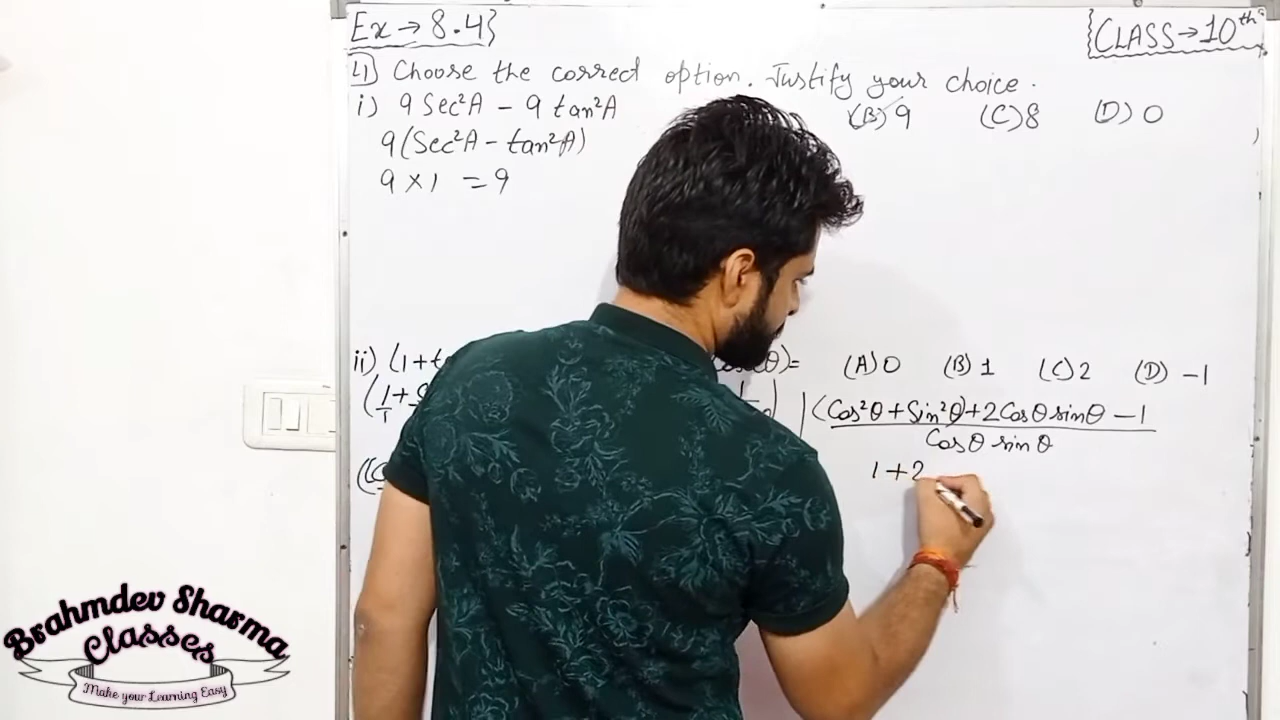 Ex → 8.4}
{CLASS → 10th
4) Choose the correct option. Justify your choice.
i) 9 Sec²A - 9 tan²A (B) 9 (C) 8 (D) 0
9(Sec²A - tan²A)
9 × 1 = 9
ii) (1+t θ)= (A) 0 (B) 1 (C) 2 (D) -1
(1/1 +
(Cos²θ + Sin²θ) + 2 Cosθ sinθ - 1
Cosθ sinθ
1 + 2
Brahmdev Sharma
Classes
Make your Learning Easy